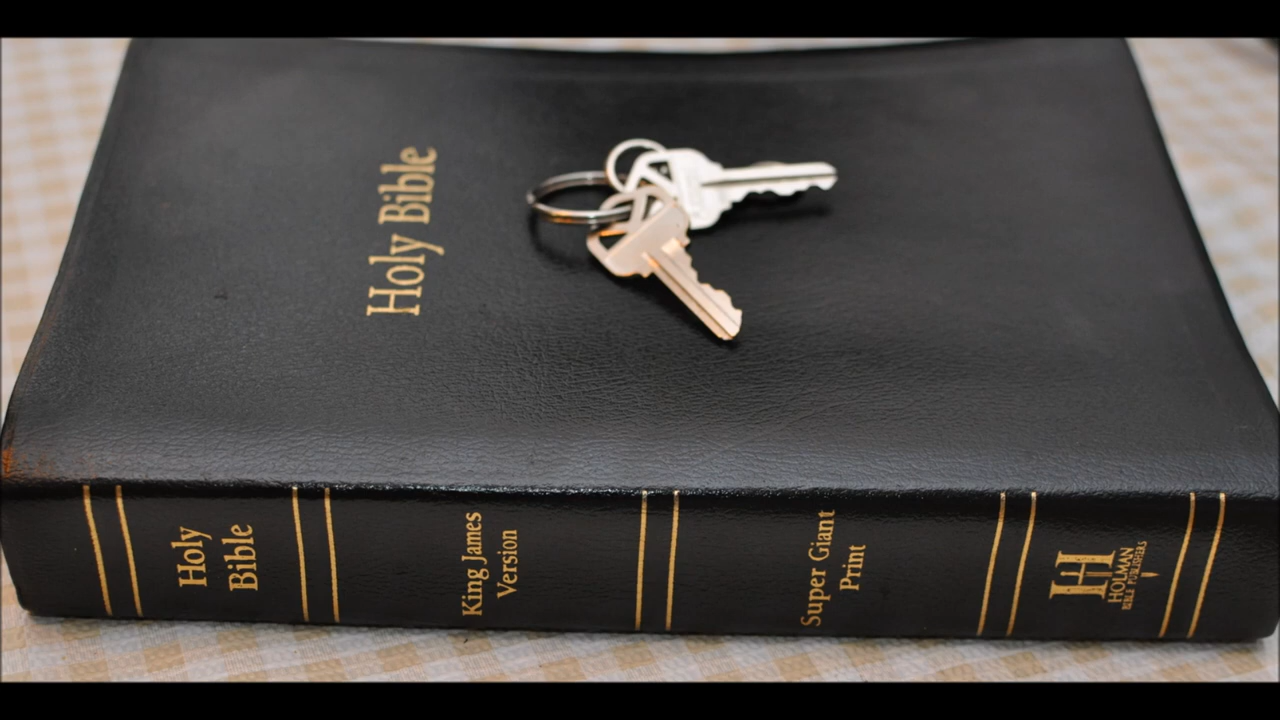 Holy Bible
Holy
Bible
King James
Version
Super Giant
Print
HOLMAN
BIBLE PUBLISHERS